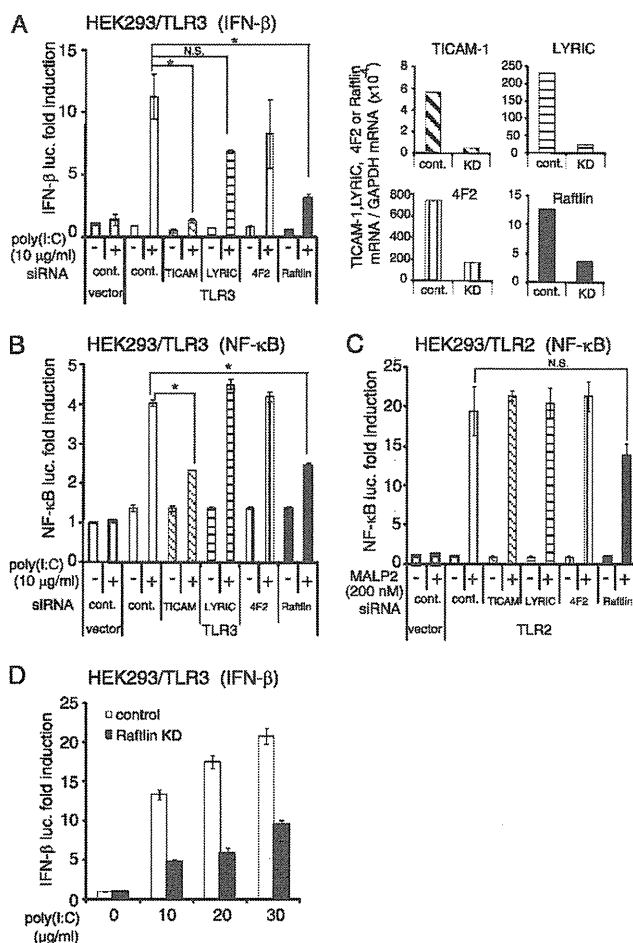 A HEK293/TLR3 (IFN-β)
IFN-β luc. fold induction
15
10
5
0
*
N.S.
*
poly(I:C) - + - + - + - + - + - +
(10 μg/ml)
siRNA cont. cont. TICAM LYRIC 4F2 Raftlin
vector TLR3
TICAM-1,LYRIC, 4F2 or Raftlin
mRNA / GAPDH mRNA (x10⁻⁴)
TICAM-1
8
6
4
2
0
cont. KD
LYRIC
250
200
150
100
50
0
cont. KD
4F2
800
600
400
200
0
cont. KD
Raftlin
15
10
5
0
cont. KD
B HEK293/TLR3 (NF-κB)
NF-κB luc. fold induction
5
4
3
2
1
0
*
*
poly(I:C) - + - + - + - + - + - +
(10 μg/ml)
siRNA cont. cont. TICAM LYRIC 4F2 Raftlin
vector TLR3
C HEK293/TLR2 (NF-κB)
NF-κB luc. fold induction
25
20
15
10
5
0
N.S.
MALP2 - + - + - + - + - + - +
(200 nM)
siRNA cont. cont. TICAM LYRIC 4F2 Raftlin
vector TLR2
D HEK293/TLR3 (IFN-β)
IFN-β luc. fold induction
25
20
15
10
5
0
control
Raftlin KD
poly(I:C) 0 10 20 30
(μg/ml)